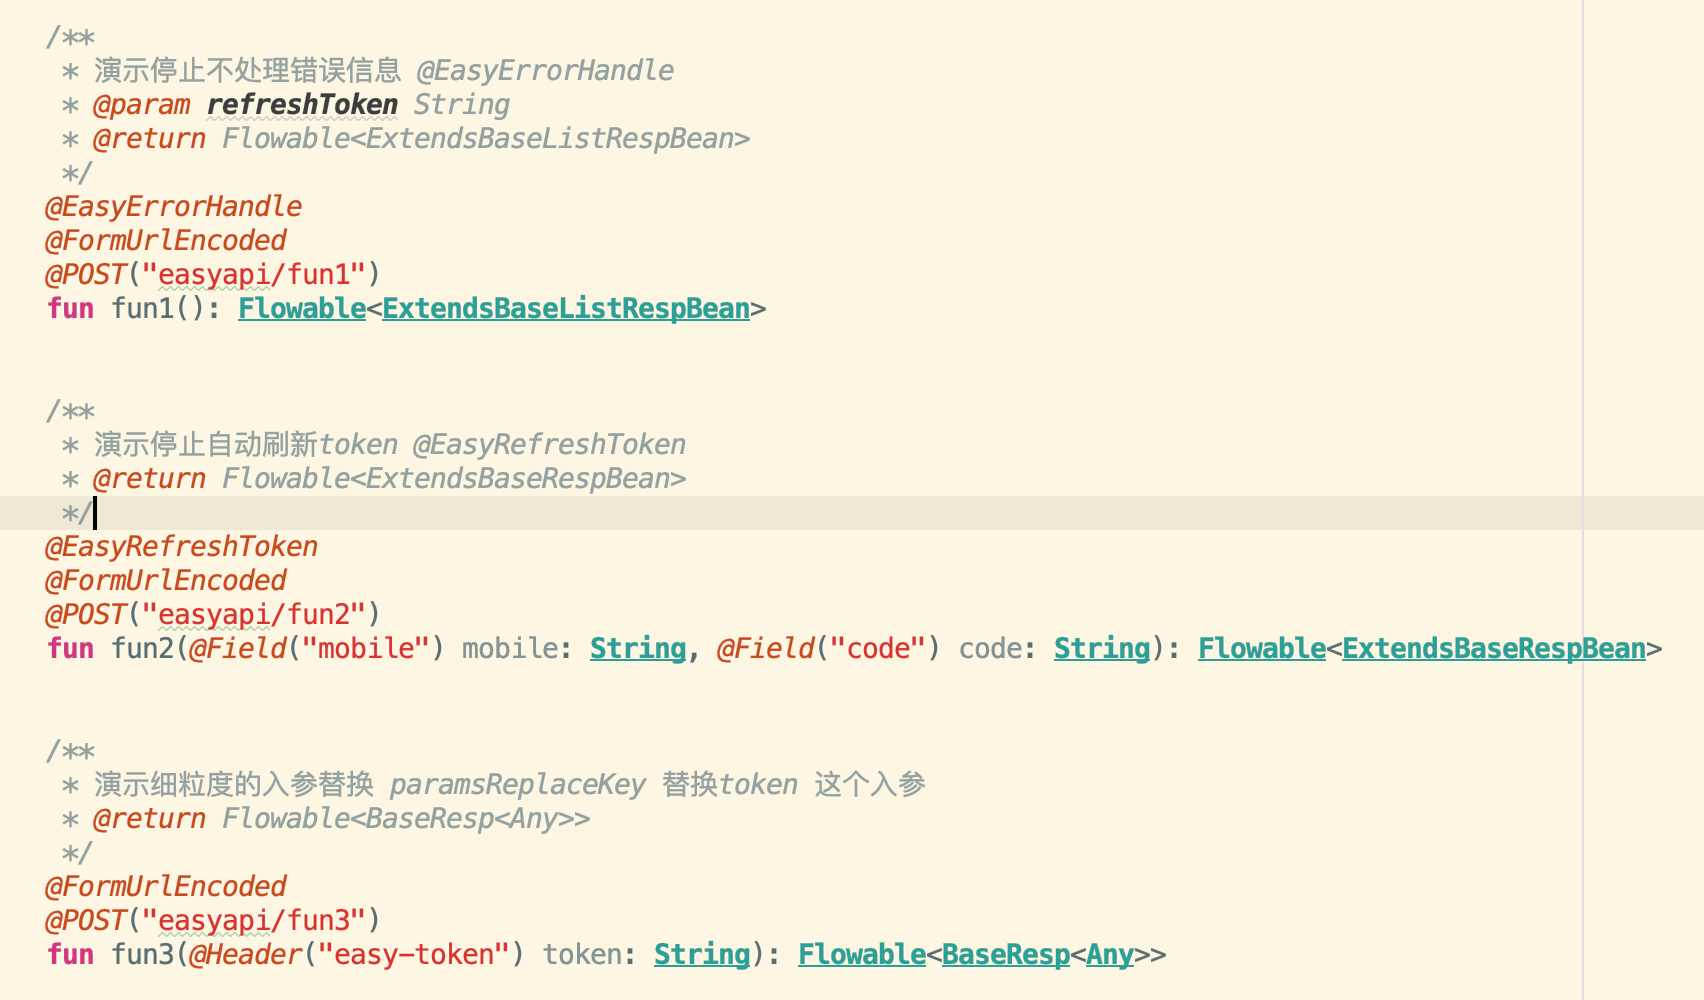 /**
 * 演示停止不处理错误信息 @EasyErrorHandle
 * @param refreshToken String
 * @return Flowable<ExtendsBaseListRespBean>
 */
@EasyErrorHandle
@FormUrlEncoded
@POST("easyapi/fun1")
fun fun1(): Flowable<ExtendsBaseListRespBean>
/**
 * 演示停止自动刷新token @EasyRefreshToken
 * @return Flowable<ExtendsBaseRespBean>
 */
@EasyRefreshToken
@FormUrlEncoded
@POST("easyapi/fun2")
fun fun2(@Field("mobile") mobile: String, @Field("code") code: String): Flowable<ExtendsBaseRespBean>
/**
 * 演示细粒度的入参替换 paramsReplaceKey 替换token 这个入参
 * @return Flowable<BaseResp<Any>>
 */
@FormUrlEncoded
@POST("easyapi/fun3")
fun fun3(@Header("easy-token") token: String): Flowable<BaseResp<Any>>